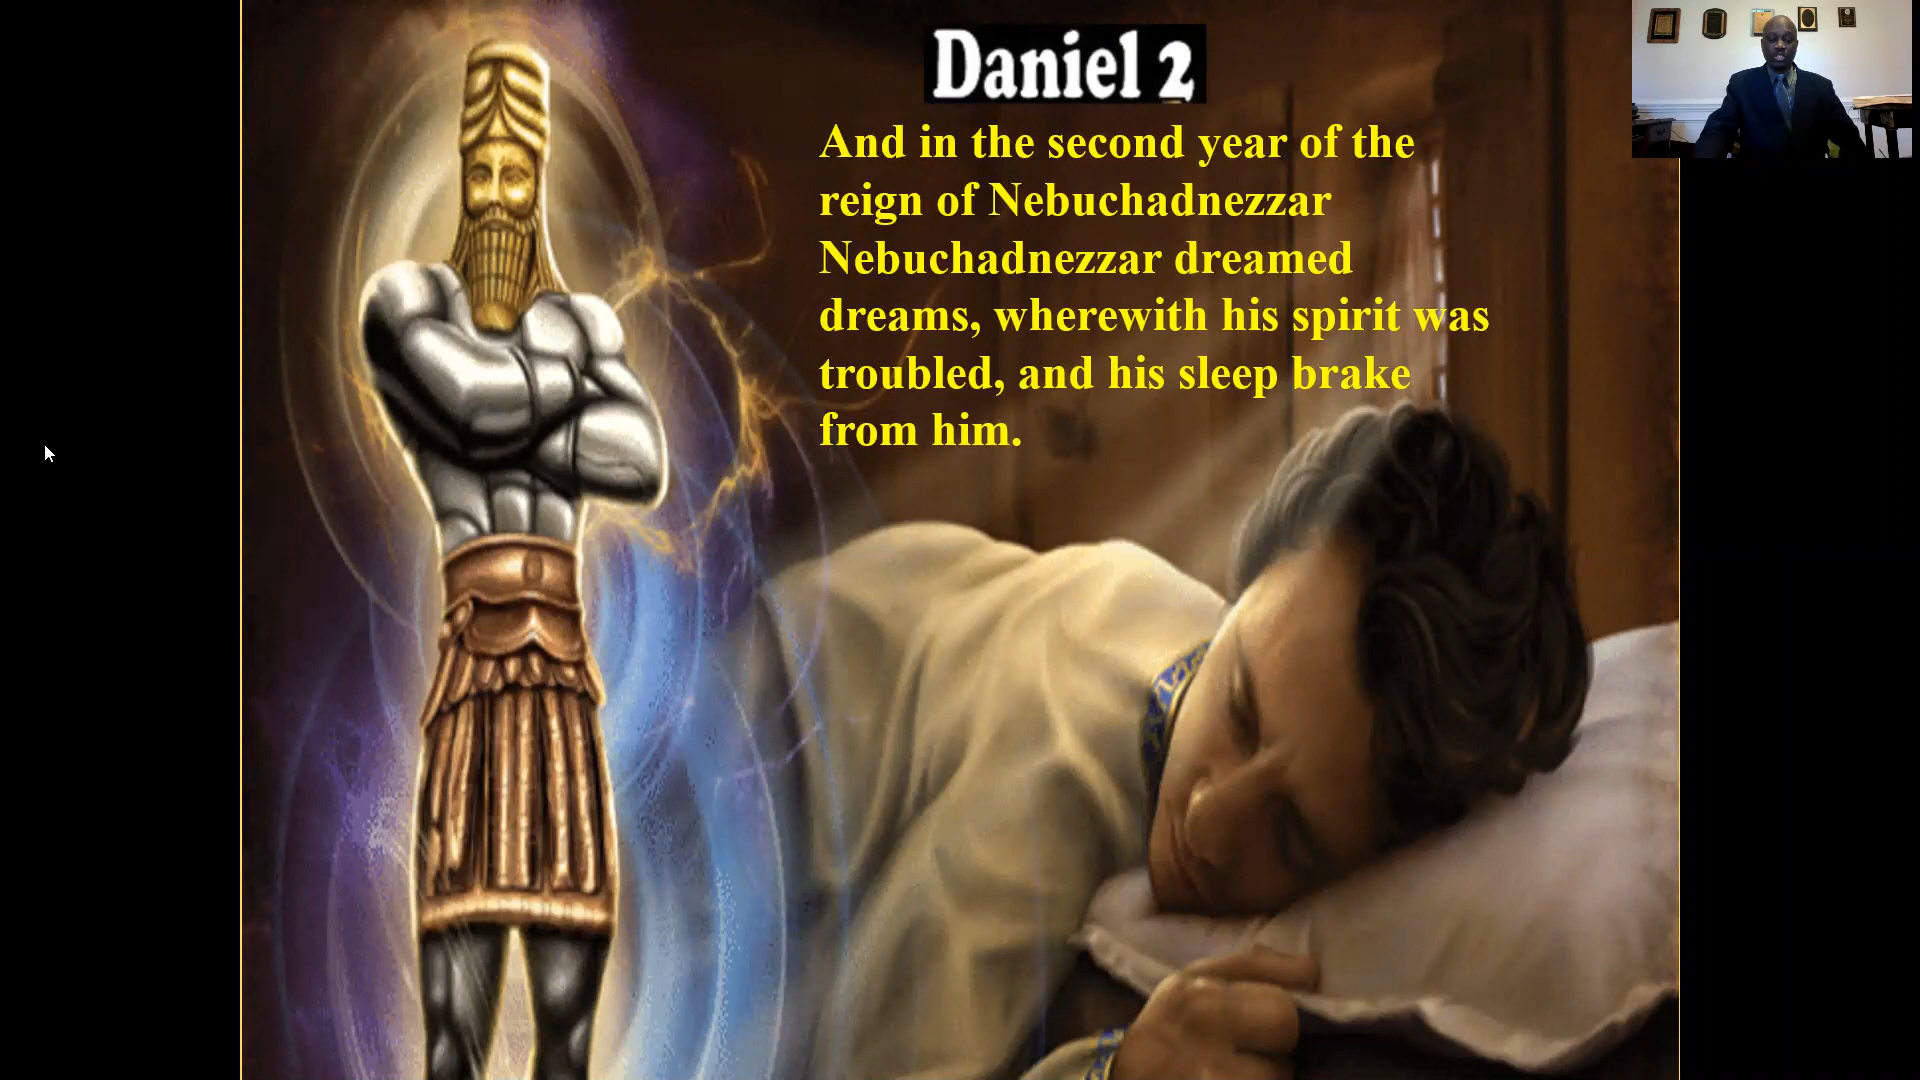 Daniel 2
And in the second year of the
reign of Nebuchadnezzar
Nebuchadnezzar dreamed
dreams, wherewith his spirit was
troubled, and his sleep brake
from him.